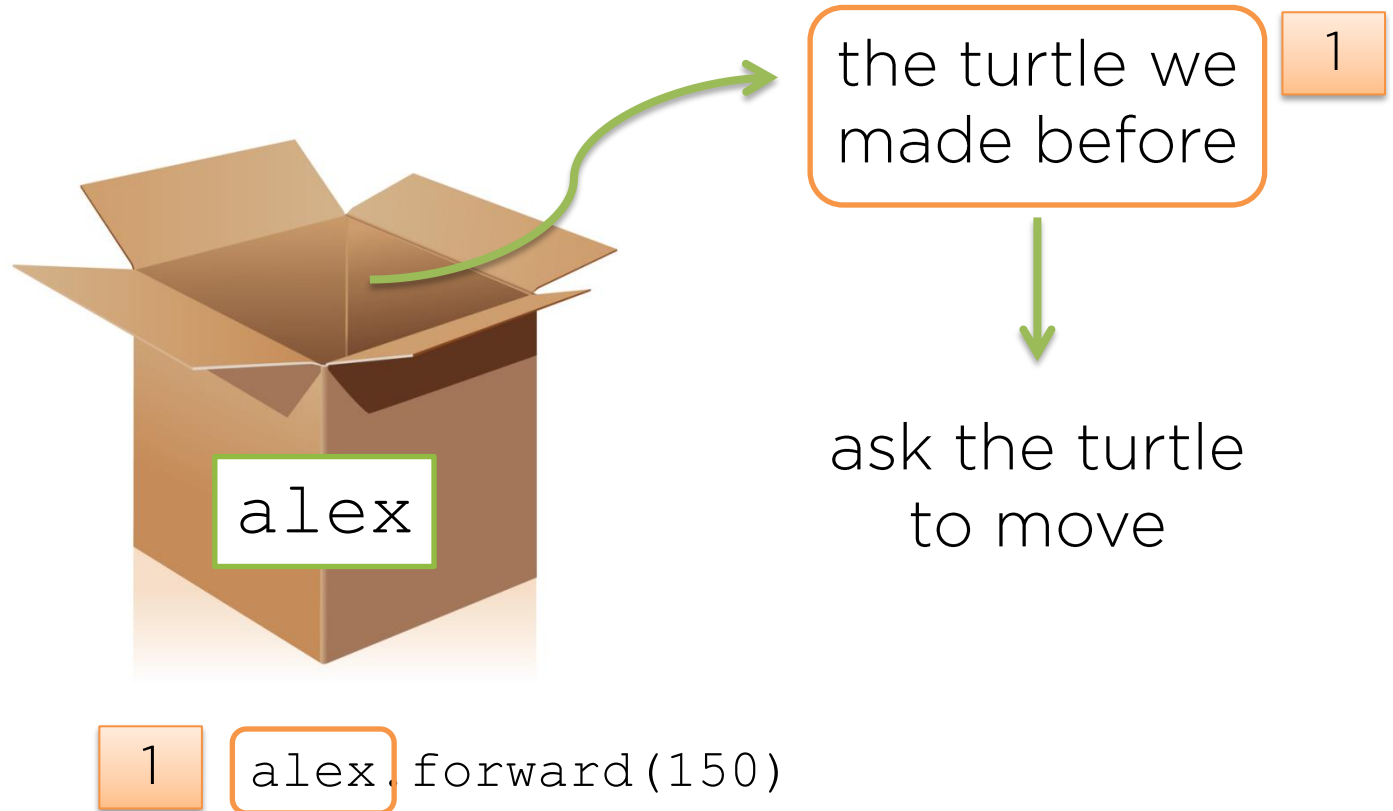 the turtle we
made before
1
ask the turtle
to move
alex
1
alex.forward(150)